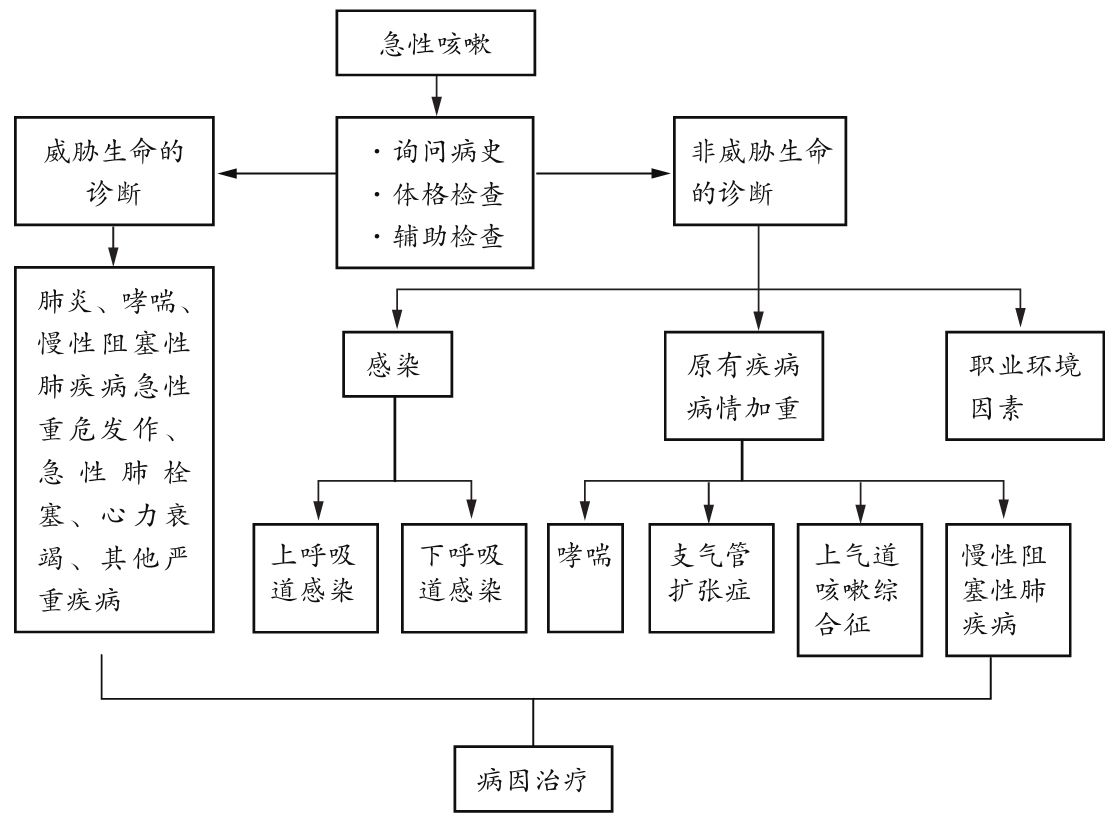 急性咳嗽
威胁生命的
诊断
·询问病史
·体格检查
·辅助检查
非威胁生命
的诊断
肺炎、哮喘、
慢性阻塞性
肺疾病急性
重危发作、
急性肺栓
塞、心力衰
竭、其他严
重疾病
感染
原有疾病
病情加重
职业环境
因素
上呼吸
道感染
下呼吸
道感染
哮喘
支气管
扩张症
上气道
咳嗽综
合征
慢性阻
塞性肺
疾病
病因治疗